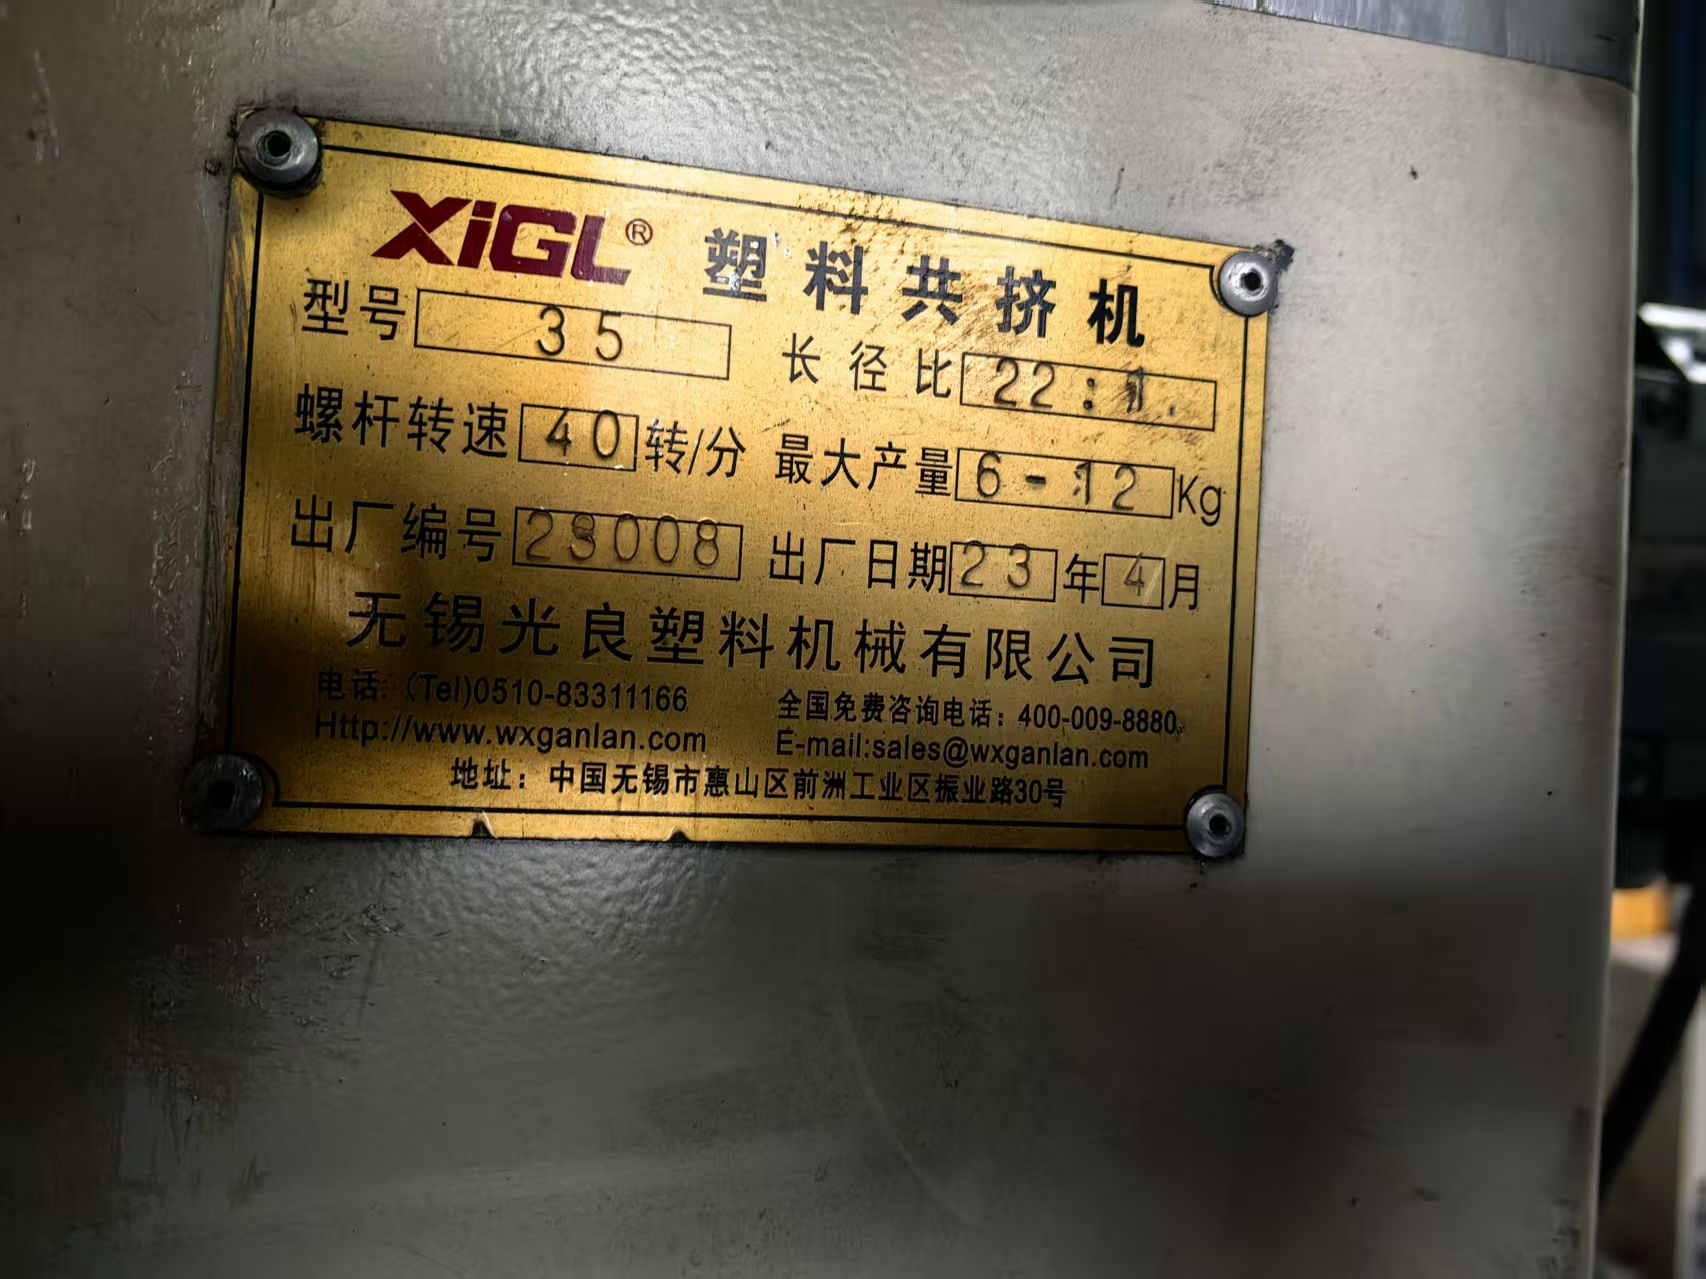 XiGL® 塑料共挤机
型号 35 长径比 22:1
螺杆转速 40 转/分 最大产量 6-12 Kg
出厂编号 23008 出厂日期 23 年 4 月
无锡光良塑料机械有限公司
电话:(Tel)0510-83311166 全国免费咨询电话：400-009-8880
Http://www.wxganlan.com E-mail:sales@wxganlan.com
地址：中国无锡市惠山区前洲工业区振业路30号